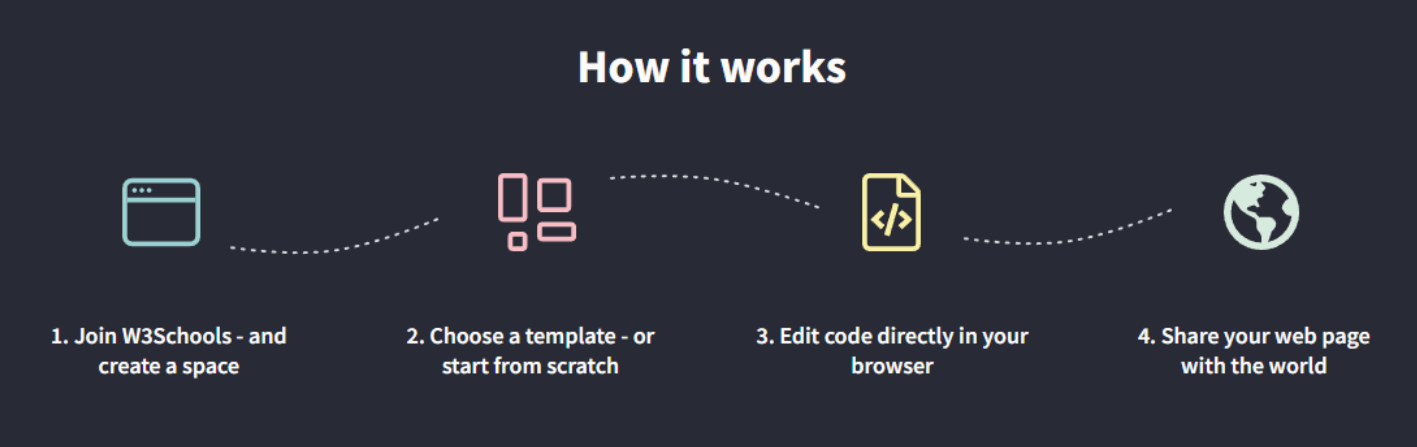 How it works
1. Join W3Schools - and
create a space
2. Choose a template - or
start from scratch
3. Edit code directly in your
browser
4. Share your web page
with the world